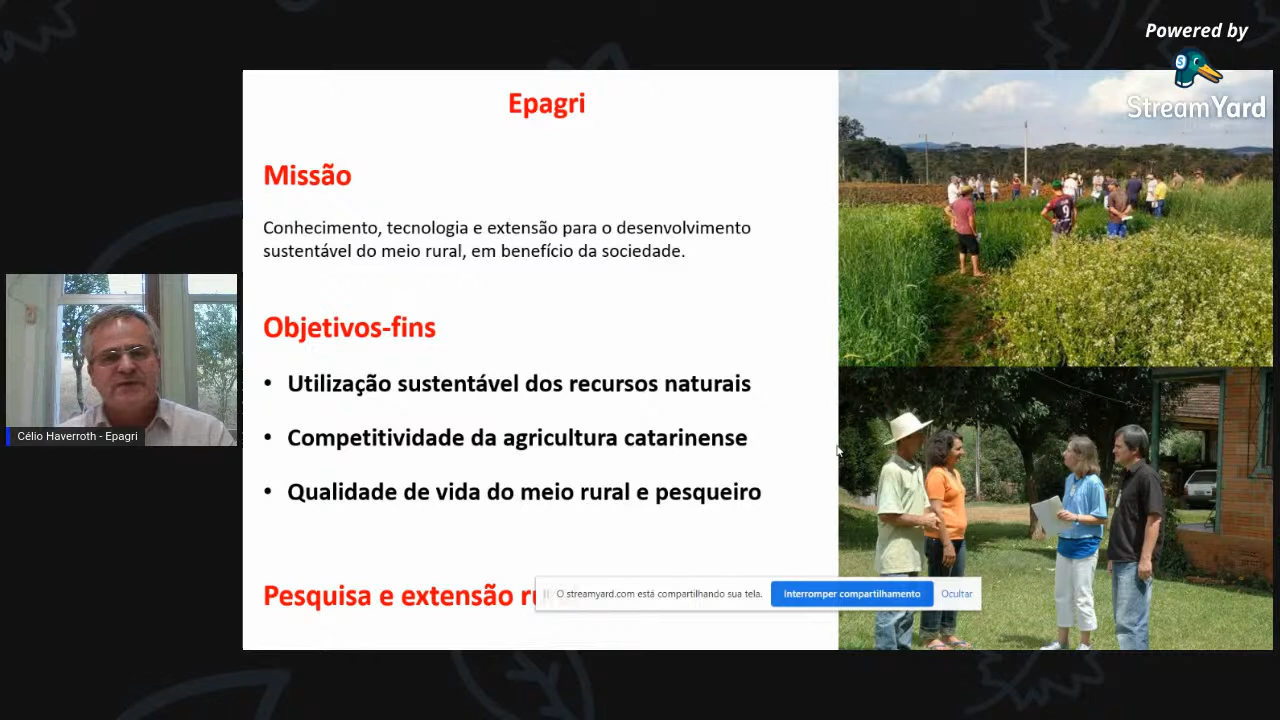 Powered by
StreamYard
Epagri
Missão
Conhecimento, tecnologia e extensão para o desenvolvimento
sustentável do meio rural, em benefício da sociedade.
Objetivos-fins
• Utilização sustentável dos recursos naturais
• Competitividade da agricultura catarinense
• Qualidade de vida do meio rural e pesqueiro
Pesquisa e extensão
O streamyard.com está compartilhando sua tela.
Interromper compartilhamento
Ocultar
Célio Haverroth - Epagri
9